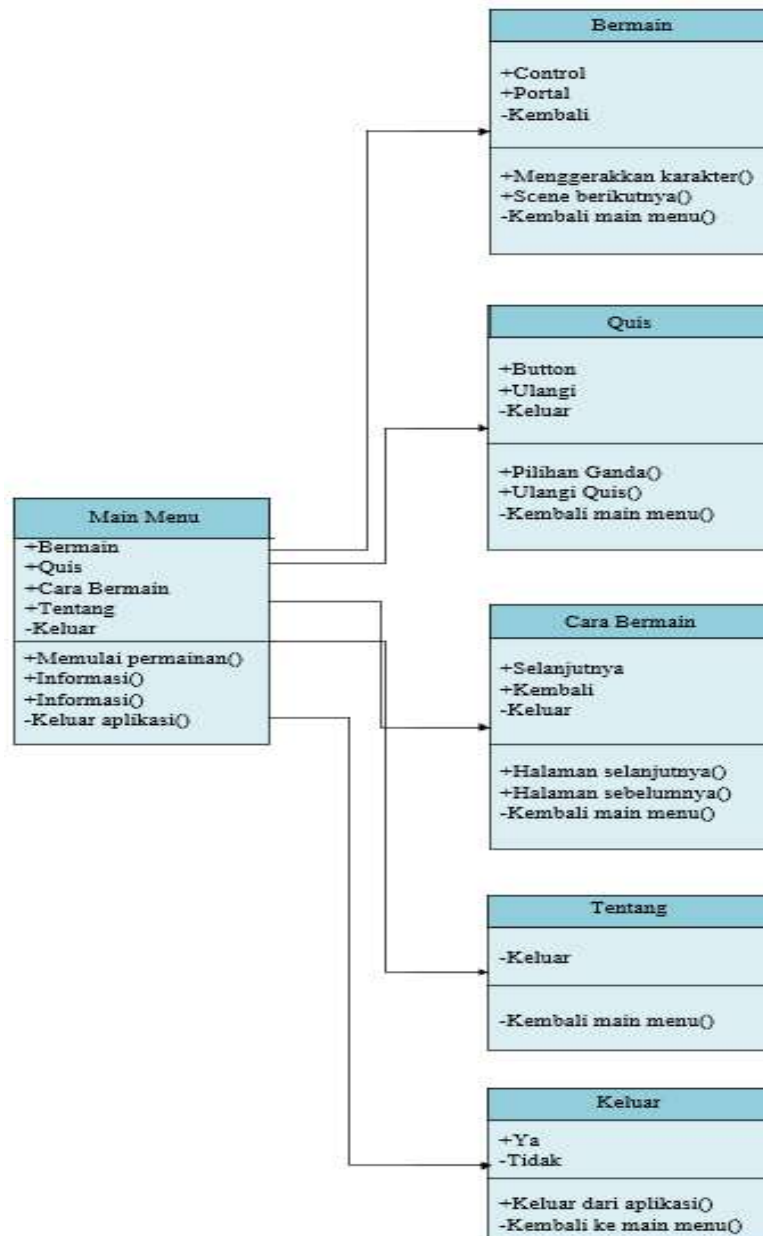 Main Menu
+Bermain
+Quis
+Cara Bermain
+Tentang
-Keluar
+Memulai permainan()
+Informasi()
+Informasi()
-Keluar aplikasi()
Bermain
+Control
+Portal
-Kembali
+Menggerakkan karakter()
+Scene berikutnya()
-Kembali main menu()
Quis
+Button
+Ulangi
-Keluar
+Pilihan Ganda()
+Ulangi Quis()
-Kembali main menu()
Cara Bermain
+Selanjutnya
+Kembali
-Keluar
+Halaman selanjutnya()
+Halaman sebelumnya()
-Kembali main menu()
Tentang
-Keluar
-Kembali main menu()
Keluar
+Ya
-Tidak
+Keluar dari aplikasi()
-Kembali ke main menu()